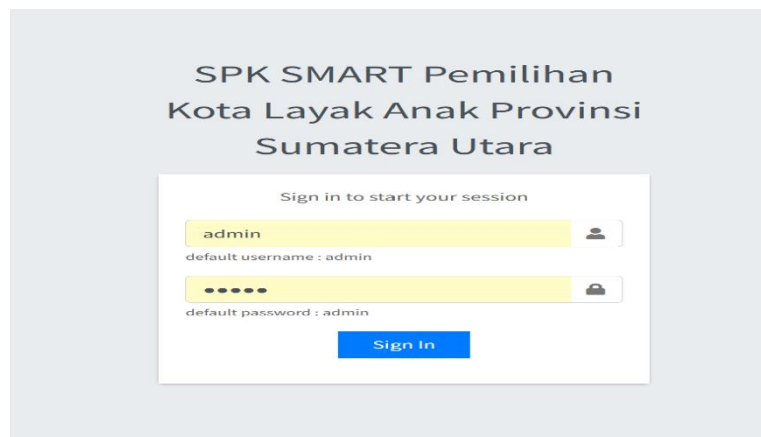 SPK SMART Pemilihan
Kota Layak Anak Provinsi
Sumatera Utara
Sign in to start your session
admin
default username : admin
●●●●●
default password : admin
Sign In